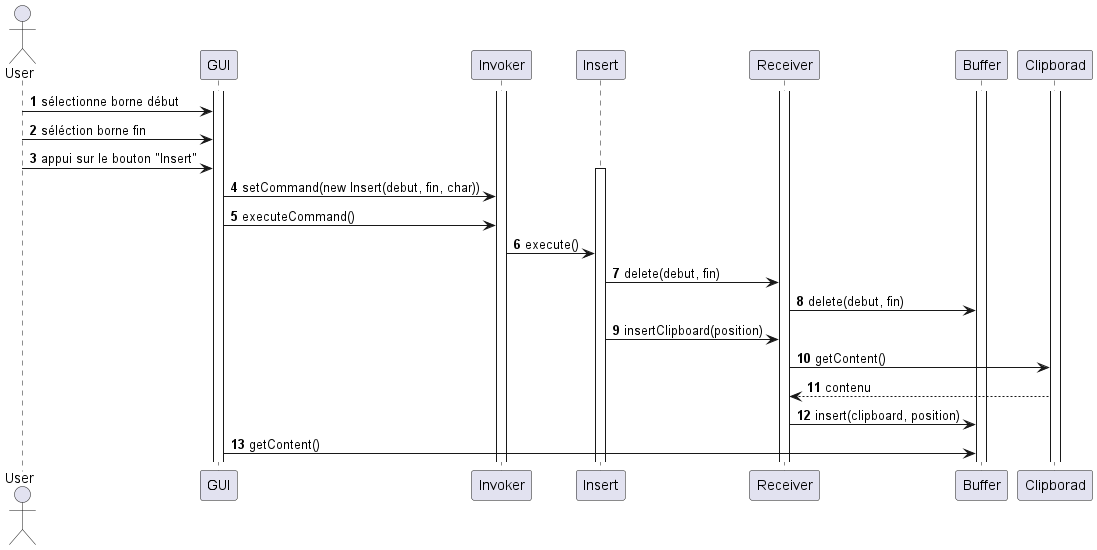 User
GUI
Invoker
Insert
Receiver
Buffer
Clipborad
1 sélectionne borne début
2 séléction borne fin
3 appui sur le bouton "Insert"
4 setCommand(new Insert(debut, fin, char))
5 executeCommand()
6 execute()
7 delete(debut, fin)
8 delete(debut, fin)
9 insertClipboard(position)
10 getContent()
11 contenu
12 insert(clipboard, position)
13 getContent()
User
GUI
Invoker
Insert
Receiver
Buffer
Clipborad